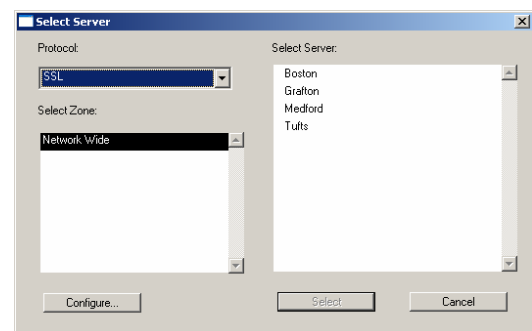 Select Server
Protocol:
SSL
Select Zone:
Network Wide
Configure...
Select Server:
Boston
Grafton
Medford
Tufts
Select
Cancel